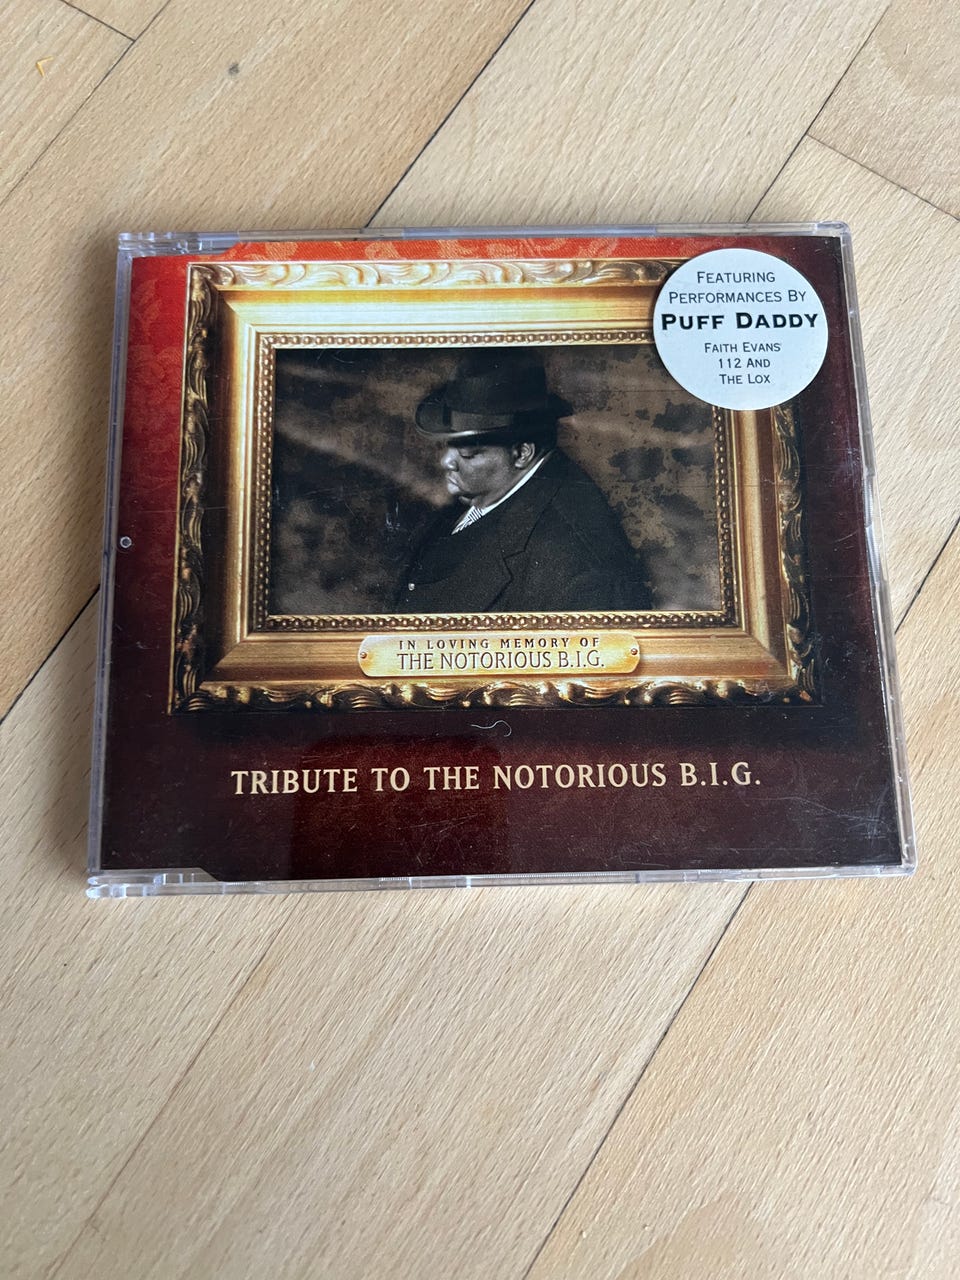 FEATURING
PERFORMANCES BY
PUFF DADDY
FAITH EVANS
112 AND
THE LOX
IN LOVING MEMORY OF
THE NOTORIOUS B.I.G.
TRIBUTE TO THE NOTORIOUS B.I.G.